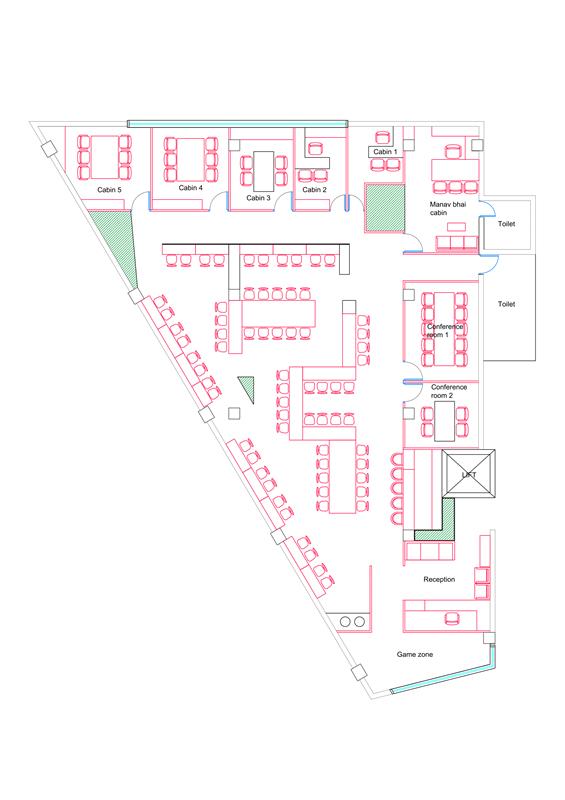 Cabin 1
Cabin 5
Cabin 4
Cabin 3
Cabin 2
Manav bhai
cabin
Toilet
Toilet
Conference
room 1
Conference
room 2
LIFT
Reception
Game zone